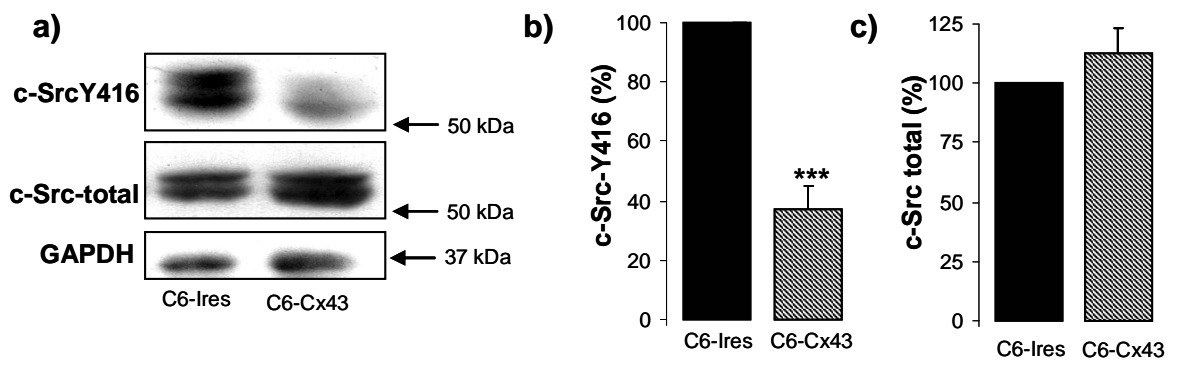 a)
c-SrcY416
50 kDa
c-Src-total
50 kDa
GAPDH
37 kDa
C6-Ires C6-Cx43
b)
c-Src-Y416 (%)
100
80
60
40
20
0
***
C6-Ires C6-Cx43
c)
c-Src total (%)
125
100
75
50
25
0
C6-Ires C6-Cx43